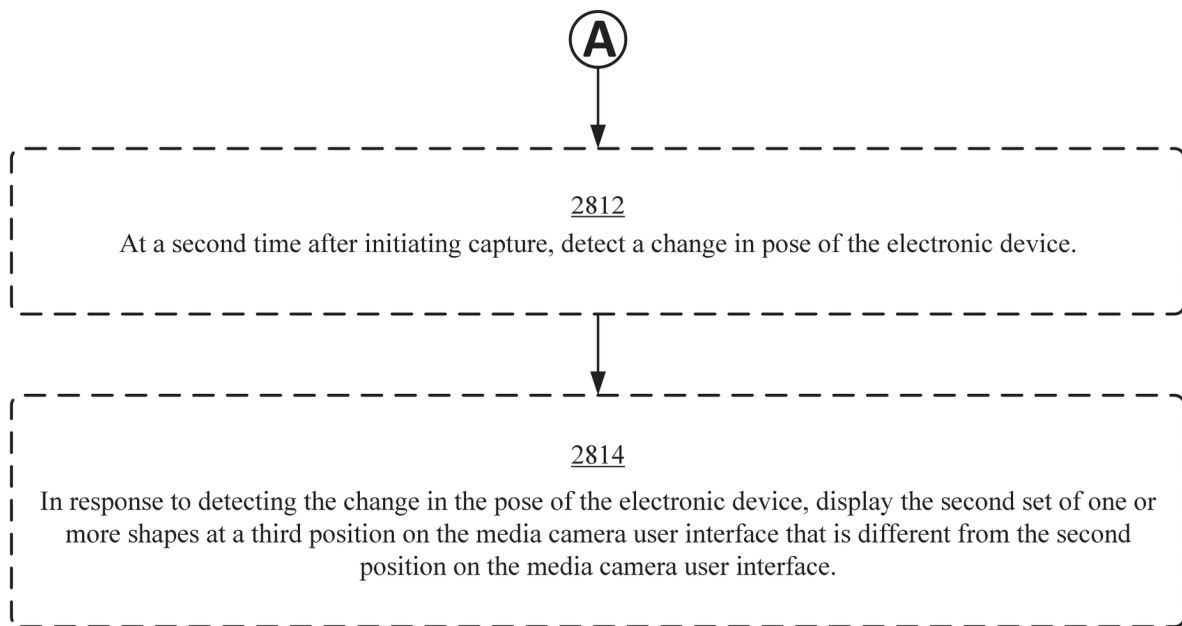 A
2812
At a second time after initiating capture, detect a change in pose of the electronic device.
2814
In response to detecting the change in the pose of the electronic device, display the second set of one or
more shapes at a third position on the media camera user interface that is different from the second
position on the media camera user interface.